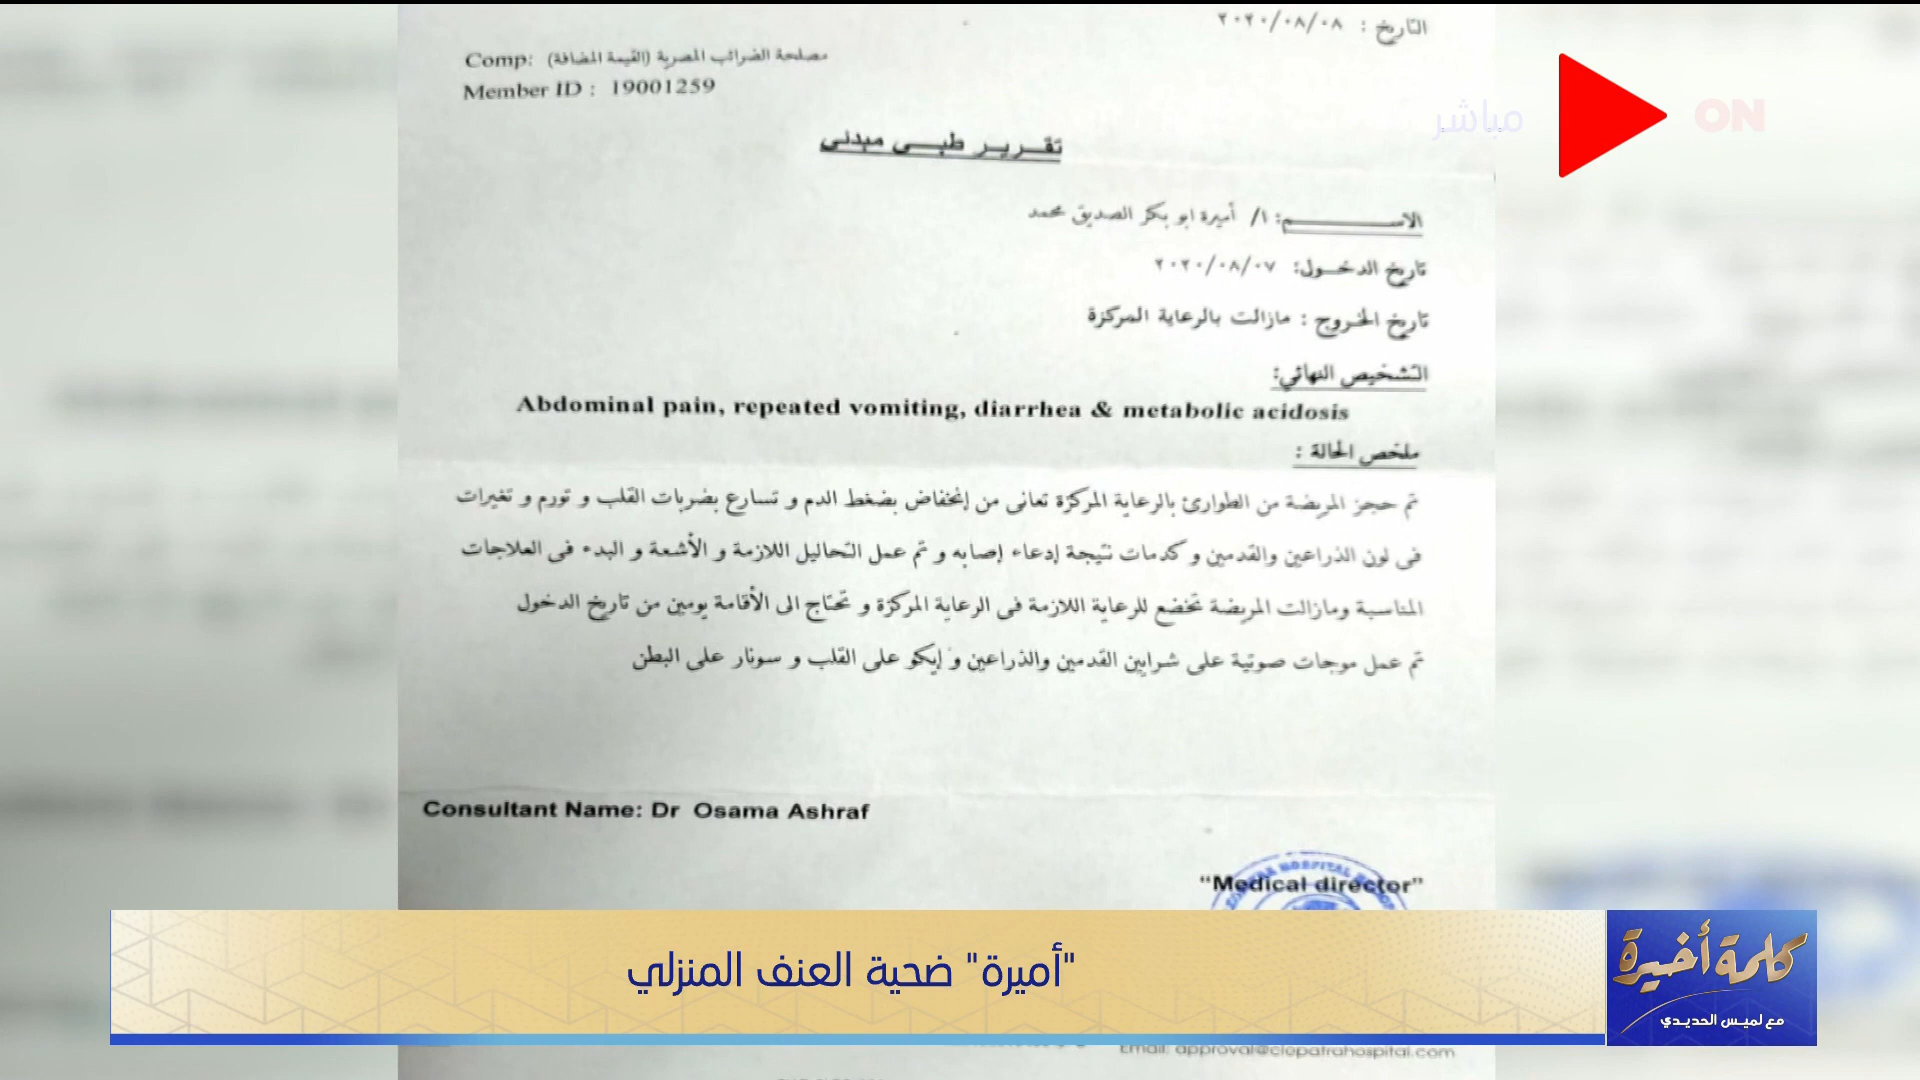 التاريخ : ٢٠٢٠/٠٨/٠٨
Comp: مصلحة الضرائب المصرية (القيمة المضافة)
Member ID : 19001259
مباشر
ON
تقرير طبى مبدئى
الاســـــــــم: ا/ أميرة ابو بكر الصديق محمد
تاريخ الدخول: ٢٠٢٠/٠٨/٠٧
تاريخ الخروج : مازالت بالرعاية المركزة
التشخيص النهائي:
Abdominal pain, repeated vomiting, diarrhea & metabolic acidosis
ملخص الحالة :
تم حجز المريضة من الطوارئ بالرعاية المركزة تعانى من إنخفاض بضغط الدم و تسارع بضربات القلب و تورم و تغيرات
فى لون الذراعين والقدمين و كدمات نتيجة إدعاء إصابه و تم عمل التحاليل اللازمة و الأشعة و البدء فى العلاجات
المناسبة ومازالت المريضة تخضع للرعاية اللازمة فى الرعاية المركزة و تحتاج الى الأقامة يومين من تاريخ الدخول
تم عمل موجات صوتية على شرايين القدمين والذراعين و إيكو على القلب و سونار على البطن
Consultant Name: Dr Osama Ashraf
HOSPITAL
“Medical director”
"أميرة" ضحية العنف المنزلي
كلمة أخيرة
مع لميس الحديدي
Email: approval@cleopatrahospital.com